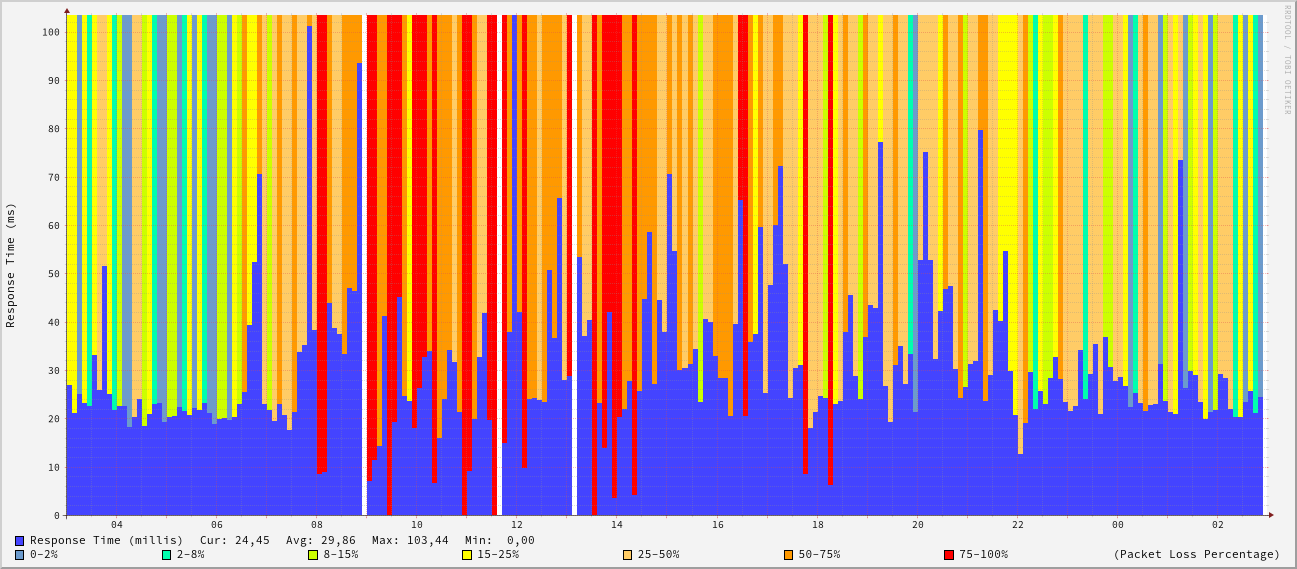 RRDTOOL / TOBI OETIKER
Response Time (ms)
100
90
80
70
60
50
40
30
20
10
0
04 06 08 10 12 14 16 18 20 22 00 02
Response Time (millis) Cur: 24,45 Avg: 29,86 Max: 103,44 Min: 0,00
0-2% 2-8% 8-15% 15-25% 25-50% 50-75% 75-100% (Packet Loss Percentage)